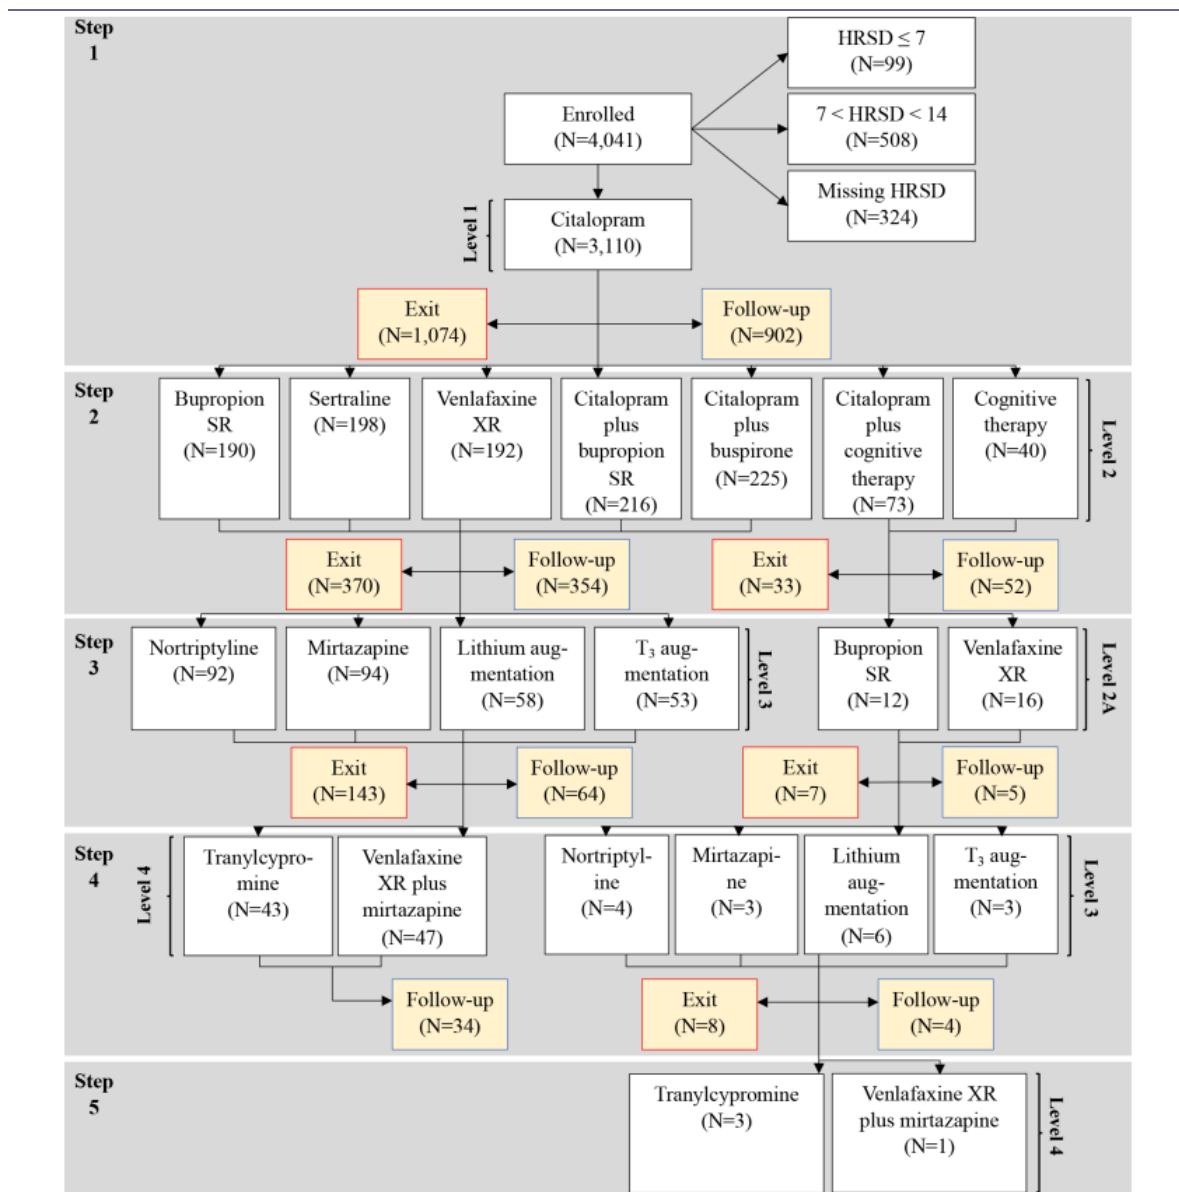 Step
1
HRSD ≤ 7
(N=99)
Enrolled
(N=4,041)
7 < HRSD < 14
(N=508)
Missing HRSD
(N=324)
Level 1
Citalopram
(N=3,110)
Exit
(N=1,074)
Follow-up
(N=902)
Step
2
Bupropion
SR
(N=190)
Sertraline
(N=198)
Venlafaxine
XR
(N=192)
Citalopram
plus
bupropion
SR
(N=216)
Citalopram
plus
buspirone
(N=225)
Citalopram
plus
cognitive
therapy
(N=73)
Cognitive
therapy
(N=40)
Level 2
Exit
(N=370)
Follow-up
(N=354)
Exit
(N=33)
Follow-up
(N=52)
Step
3
Nortriptyline
(N=92)
Mirtazapine
(N=94)
Lithium aug-
mentation
(N=58)
T₃ aug-
mentation
(N=53)
Level 3
Bupropion
SR
(N=12)
Venlafaxine
XR
(N=16)
Level 2A
Exit
(N=143)
Follow-up
(N=64)
Exit
(N=7)
Follow-up
(N=5)
Step
4
Level 4
Tranylcypro-
mine
(N=43)
Venlafaxine
XR plus
mirtazapine
(N=47)
Nortriptyl-
ine
(N=4)
Mirtazapi-
ne
(N=3)
Lithium
aug-
mentation
(N=6)
T₃ aug-
mentation
(N=3)
Level 3
Follow-up
(N=34)
Exit
(N=8)
Follow-up
(N=4)
Step
5
Tranylcypromine
(N=3)
Venlafaxine XR
plus mirtazapine
(N=1)
Level 4